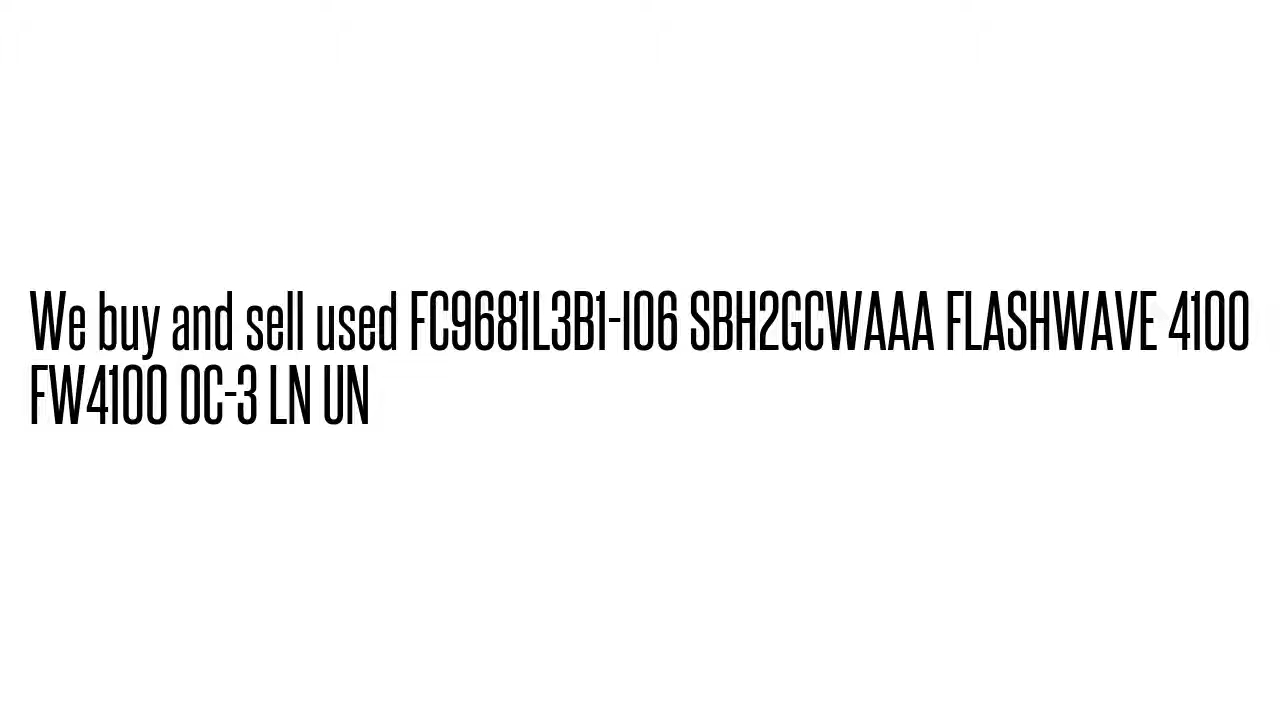 We buy and sell used FC9681L3B1-I06 SBH2GCWAAA FLASHWAVE 4100
FW4100 OC-3 LN UN